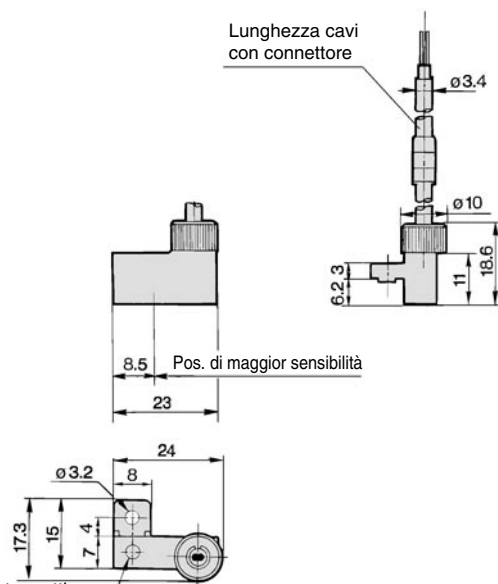 Lunghezza cavi
con connettore
ø3.4
ø10
18.6
11
3
6.2
8.5
Pos. di maggior sensibilità
23
24
ø3.2
8
17.3
15
4
7